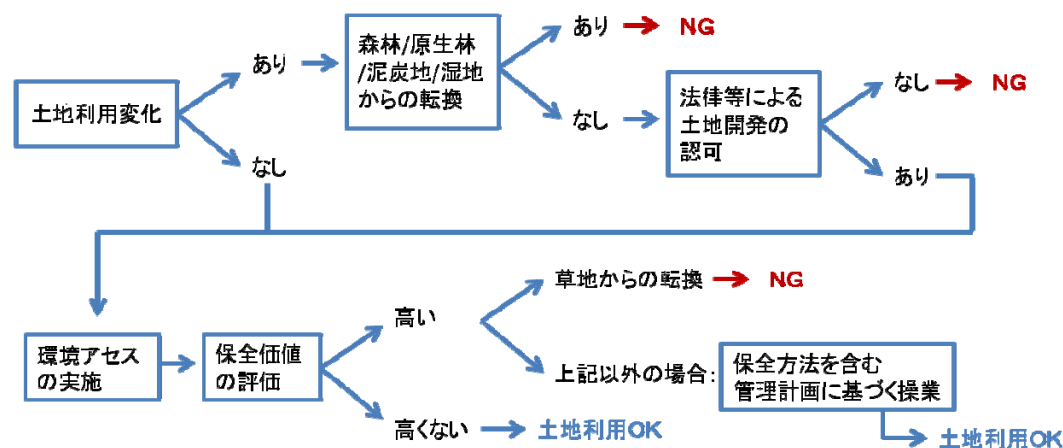 土地利用変化
あり
森林/原生林
/泥炭地/湿地
からの転換
あり
NG
なし
法律等による
土地開発の
認可
なし
NG
あり
なし
環境アセス
の実施
保全価値
の評価
高い
草地からの転換
NG
上記以外の場合:
保全方法を含む
管理計画に基づく操業
土地利用OK
高くない
土地利用OK